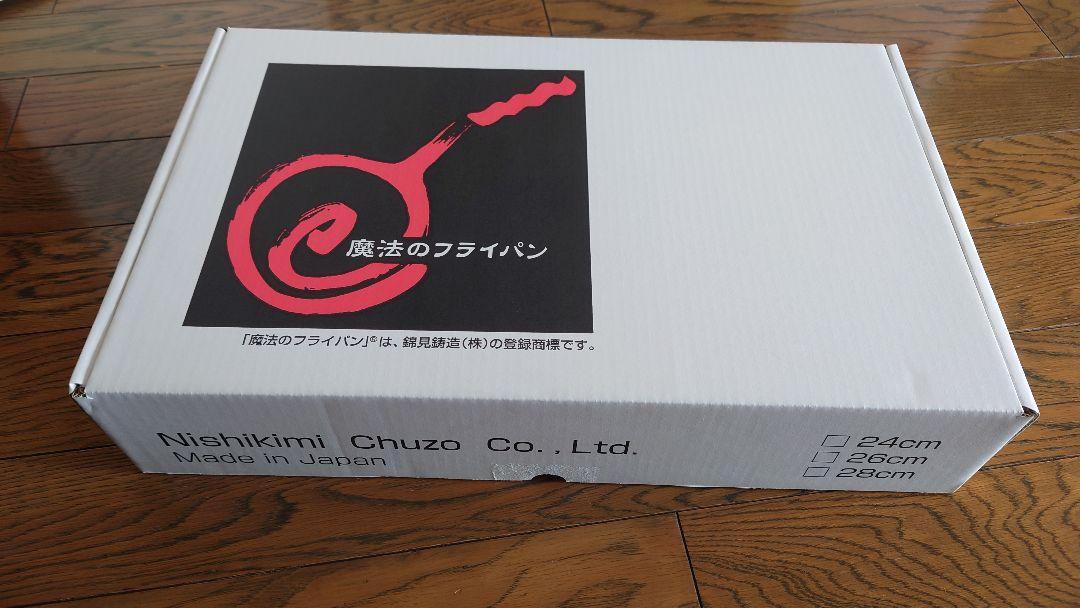 魔法のフライパン
「魔法のフライパン」®は、錦見鋳造(株)の登録商標です。
Nishikimi Chuzo Co., Ltd.
Made in Japan
24cm
26cm
28cm